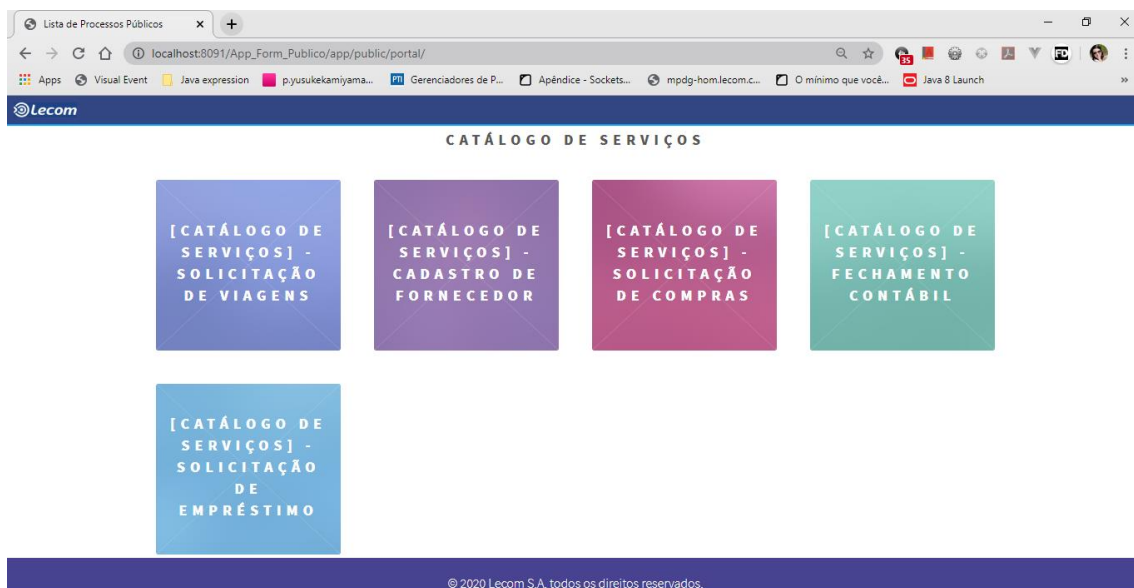 Lista de Processos Públicos
localhost:8091/App_Form_Publico/app/public/portal/
35
FD
Apps Visual Event Java expression p.yusukekamiyama... PTI Gerenciadores de P... Apêndice - Sockets... mpdg-hom.lecom.c... O mínimo que você... Java 8 Launch »
Lecom
CATÁLOGO DE SERVIÇOS
[CATÁLOGO DE
SERVIÇOS] -
SOLICITAÇÃO
DE VIAGENS
[CATÁLOGO DE
SERVIÇOS] -
CADASTRO DE
FORNECEDOR
[CATÁLOGO DE
SERVIÇOS] -
SOLICITAÇÃO
DE COMPRAS
[CATÁLOGO DE
SERVIÇOS] -
FECHAMENTO
CONTÁBIL
[CATÁLOGO DE
SERVIÇOS] -
SOLICITAÇÃO
DE
EMPRÉSTIMO
© 2020 Lecom S.A. todos os direitos reservados.